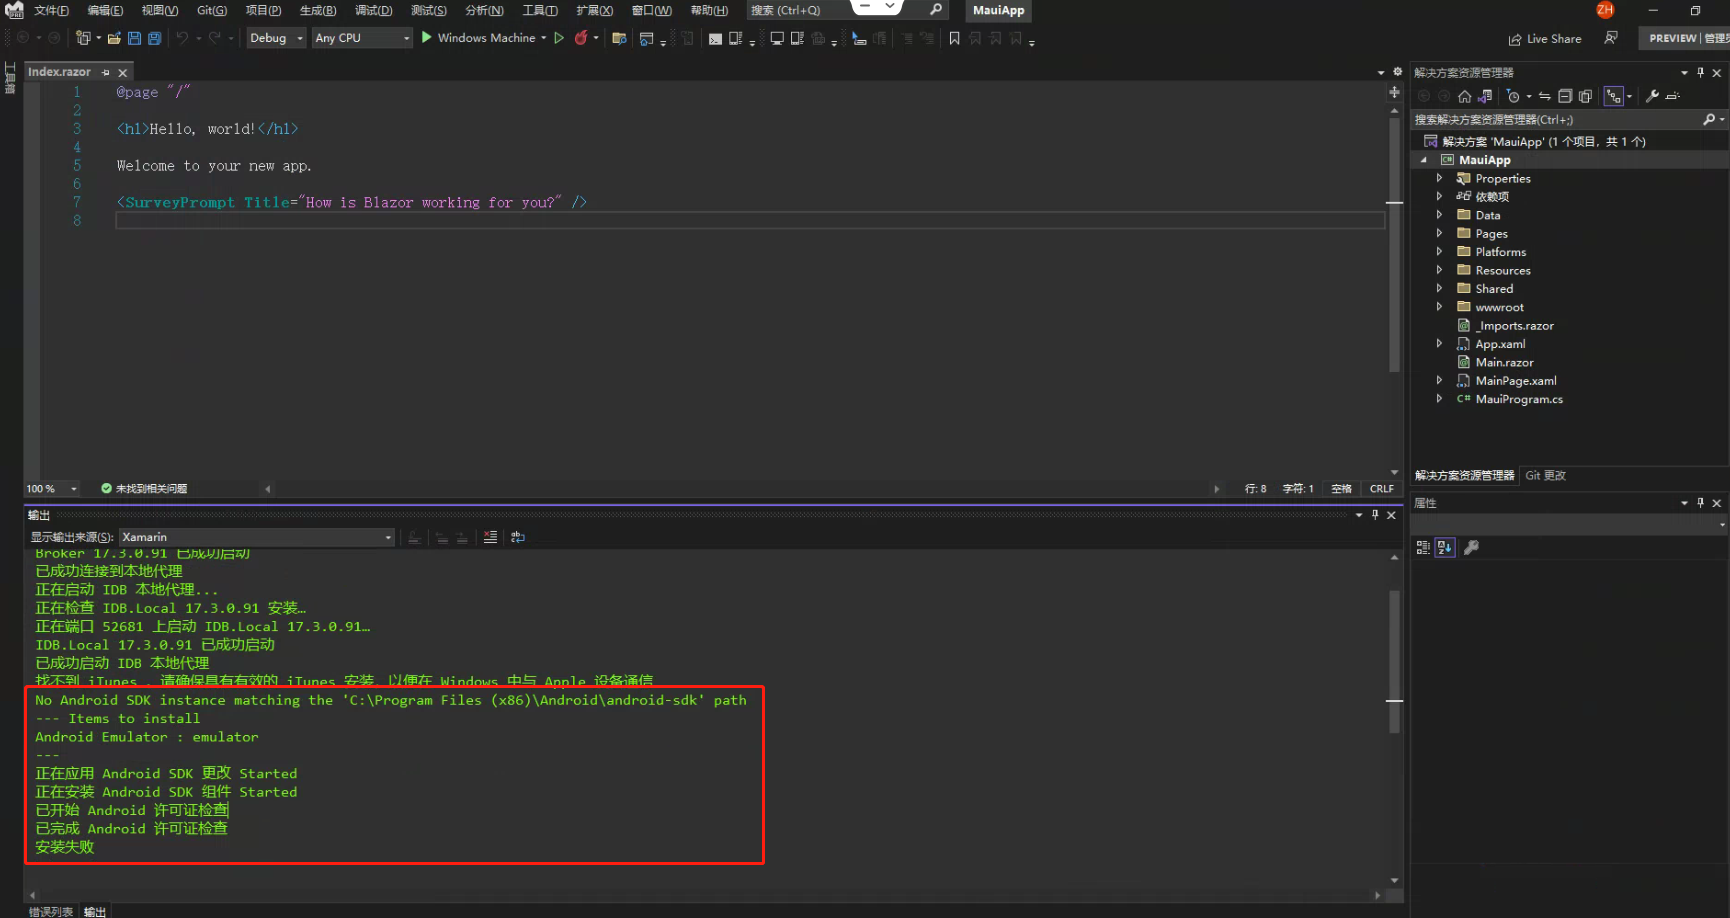 文件(F) 编辑(E) 视图(V) Git(G) 项目(P) 生成(B) 调试(D) 测试(S) 分析(N) 工具(T) 扩展(X) 窗口(W) 帮助(H) 搜索 (Ctrl+Q) MauiApp ZH
Debug Any CPU Windows Machine Live Share PREVIEW 管理员
工具箱
Index.razor
1 @page "/"
2
3 <h1>Hello, world!</h1>
4
5 Welcome to your new app.
6
7 <SurveyPrompt Title="How is Blazor working for you?" />
8
100 % 未找到相关问题 行: 8 字符: 1 空格 CRLF
输出
显示输出来源(S): Xamarin
Broker 17.3.0.91 已成功启动
已成功连接到本地代理
正在启动 IDB 本地代理...
正在检查 IDB.Local 17.3.0.91 安装…
正在端口 52681 上启动 IDB.Local 17.3.0.91…
IDB.Local 17.3.0.91 已成功启动
已成功启动 IDB 本地代理
找不到 iTunes 。请确保具有有效的 iTunes 安装，以便在 Windows 中与 Apple 设备通信
No Android SDK instance matching the 'C:\Program Files (x86)\Android\android-sdk' path
--- Items to install
Android Emulator : emulator
---
正在应用 Android SDK 更改 Started
正在安装 Android SDK 组件 Started
已开始 Android 许可证检查
已完成 Android 许可证检查
安装失败
错误列表 输出
解决方案资源管理器
搜索解决方案资源管理器(Ctrl+;)
解决方案 'MauiApp' (1 个项目，共 1 个)
MauiApp
Properties
依赖项
Data
Pages
Platforms
Resources
Shared
wwwroot
_Imports.razor
App.xaml
Main.razor
MainPage.xaml
C# MauiProgram.cs
解决方案资源管理器 Git 更改
属性